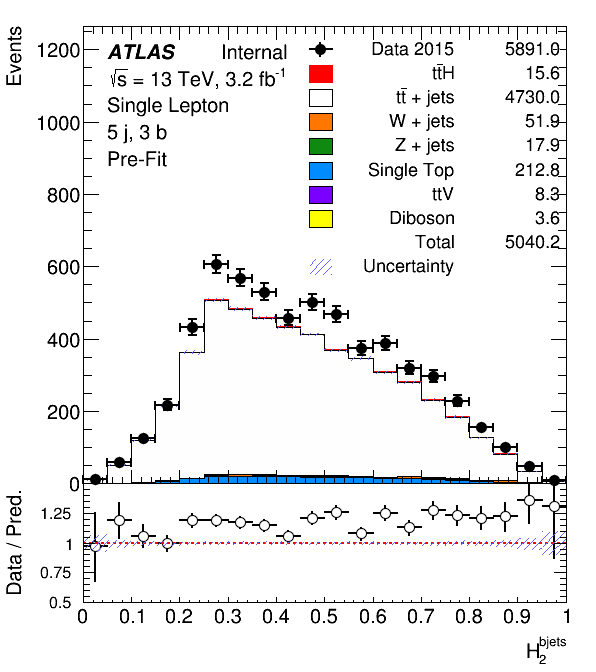 Events
ATLAS Internal
√s = 13 TeV, 3.2 fb⁻¹
Single Lepton
5 j, 3 b
Pre-Fit
Data 2015 5891.0
tt̄H 15.6
tt̄ + jets 4730.0
W + jets 51.9
Z + jets 17.9
Single Top 212.8
ttV 8.3
Diboson 3.6
Total 5040.2
Uncertainty
1200
1000
800
600
400
200
0
Data / Pred.
1.25
1
0.75
0.5
0 0.1 0.2 0.3 0.4 0.5 0.6 0.7 0.8 0.9 1
H₂^bjets